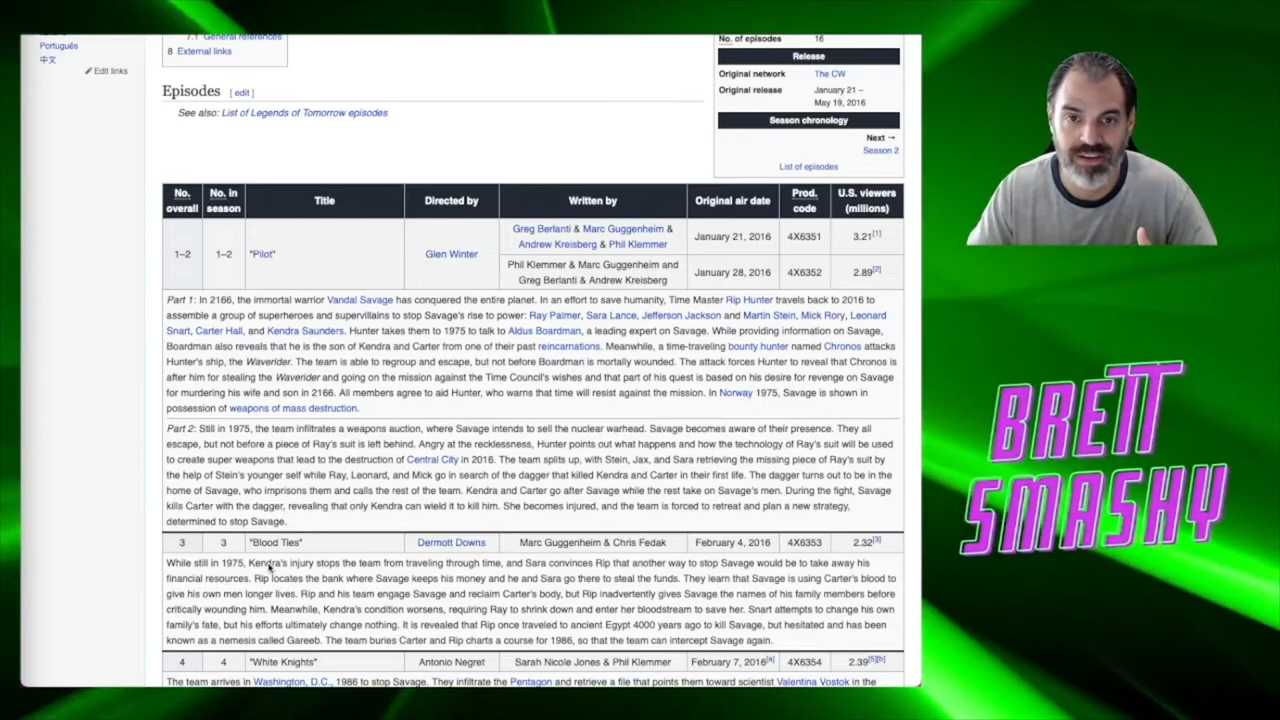 Português
中文
Edit links
7.1 General references
8 External links
No. of episodes 16
Release
Original network The CW
Original release January 21 –
May 19, 2016
Season chronology
Next →
Season 2
List of episodes
Episodes [ edit ]
See also: List of Legends of Tomorrow episodes
No. overall No. in season Title Directed by Written by Original air date Prod. code U.S. viewers (millions)
1–2 1–2 "Pilot" Glen Winter
Greg Berlanti & Marc Guggenheim &
Andrew Kreisberg & Phil Klemmer
January 21, 2016 4X6351 3.21[1]
Phil Klemmer & Marc Guggenheim and
Greg Berlanti & Andrew Kreisberg
January 28, 2016 4X6352 2.89[2]
Part 1: In 2166, the immortal warrior Vandal Savage has conquered the entire planet. In an effort to save humanity, Time Master Rip Hunter travels back to 2016 to
assemble a group of superheroes and supervillains to stop Savage's rise to power: Ray Palmer, Sara Lance, Jefferson Jackson and Martin Stein, Mick Rory, Leonard
Snart, Carter Hall, and Kendra Saunders. Hunter takes them to 1975 to talk to Aldus Boardman, a leading expert on Savage. While providing information on Savage,
Boardman also reveals that he is the son of Kendra and Carter from one of their past reincarnations. Meanwhile, a time-traveling bounty hunter named Chronos attacks
Hunter's ship, the Waverider. The team is able to regroup and escape, but not before Boardman is mortally wounded. The attack forces Hunter to reveal that Chronos is
after him for stealing the Waverider and going on the mission against the Time Council's wishes and that part of his quest is based on his desire for revenge on Savage
for murdering his wife and son in 2166. All members agree to aid Hunter, who warns that time will resist against the mission. In Norway 1975, Savage is shown in
possession of weapons of mass destruction.
Part 2: Still in 1975, the team infiltrates a weapons auction, where Savage intends to sell the nuclear warhead. Savage becomes aware of their presence. They all
escape, but not before a piece of Ray's suit is left behind. Angry at the recklessness, Hunter points out what happens and how the technology of Ray's suit will be used
to create super weapons that lead to the destruction of Central City in 2016. The team splits up, with Stein, Jax, and Sara retrieving the missing piece of Ray's suit by
the help of Stein's younger self while Ray, Leonard, and Mick go in search of the dagger that killed Kendra and Carter in their first life. The dagger turns out to be in the
home of Savage, who imprisons them and calls the rest of the team. Kendra and Carter go after Savage while the rest take on Savage's men. During the fight, Savage
kills Carter with the dagger, revealing that only Kendra can wield it to kill him. She becomes injured, and the team is forced to retreat and plan a new strategy,
determined to stop Savage.
3 3 "Blood Ties" Dermott Downs Marc Guggenheim & Chris Fedak February 4, 2016 4X6353 2.32[3]
While still in 1975, Kendra's injury stops the team from traveling through time, and Sara convinces Rip that another way to stop Savage would be to take away his
financial resources. Rip locates the bank where Savage keeps his money and he and Sara go there to steal the funds. They learn that Savage is using Carter's blood to
give his own men longer lives. Rip and his team engage Savage and reclaim Carter's body, but Rip inadvertently gives Savage the names of his family members before
critically wounding him. Meanwhile, Kendra's condition worsens, requiring Ray to shrink down and enter her bloodstream to save her. Snart attempts to change his own
family's fate, but his efforts ultimately change nothing. It is revealed that Rip once traveled to ancient Egypt 4000 years ago to kill Savage, but hesitated and has been
known as a nemesis called Gareeb. The team buries Carter and Rip charts a course for 1986, so that the team can intercept Savage again.
4 4 "White Knights" Antonio Negret Sarah Nicole Jones & Phil Klemmer February 7, 2016[a] 4X6354 2.39[5][b]
The team arrives in Washington, D.C., 1986 to stop Savage. They infiltrate the Pentagon and retrieve a file that points them toward scientist Valentina Vostok in the
BRETT
SMASHY